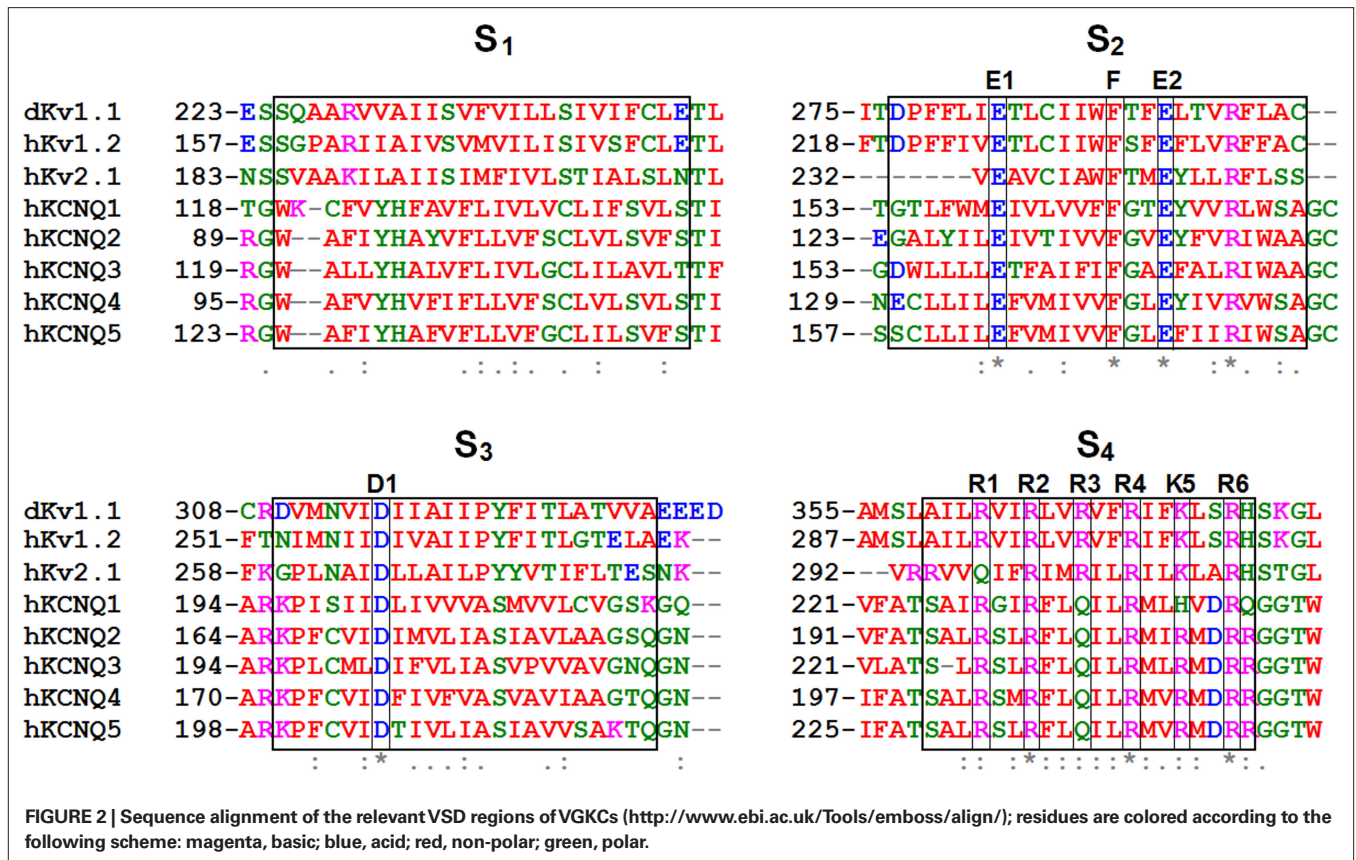 S1
dKv1.1 223-ESSQAARVVAIISVFVILLSIVIFCLETL
hKv1.2 157-ESSGPARIIAIVSVMVILISIVSFCLETL
hKv2.1 183-NSSVAAKILAIISIMFIVLSTIALSLNTL
hKCNQ1 118-TGWK-CFVYHFAVFLIVLVCLIFSVLSTI
hKCNQ2 89-RGW--AFIYHAYVFLLVFSCLVLSVFSTI
hKCNQ3 119-RGW--ALLYHALVFLIVLGCLILAVLTTF
hKCNQ4 95-RGW--AFVYHVFIFLLVFSCLVLSVLSTI
hKCNQ5 123-RGW--AFIYHAFVFLLVFGCLILSVFSTI
. . : :::: . : :
S2
E1 F E2
275-ITDPFFLIETLCIIWFTFELTVRFLAC--
218-FTDPFFIVETLCIIWFSFEFLVRFFAC--
232-------VEAVCIAWFTMEYLLRFLSS--
153-TGTLFWMEIVLVVFFGTEYVVRLWSAGC
123-EGALYILEIVTIVVFGVEYFVRIWAAGC
153-GDWLLLLETFAIFIFGAEFALRIWAAGC
129-NECLLILEFVMIVVFGLEYIVRVWSAGC
157-SSCLLILEFVMIVVFGLEFIIRIWSAGC
:* . : * * :*. :.
S3
D1
dKv1.1 308-CRDVMNVIDIIAIIPYFITLATVVAEEED
hKv1.2 251-FTNIMNIIDIVAIIPYFITLGTELAEK--
hKv2.1 258-FKGPLNAIDLLAILPYYVTIFLTESNK--
hKCNQ1 194-ARKPISIIDLIVVVASMVVLCVGSKGQ--
hKCNQ2 164-ARKPFCVIDIMVLIASIAVLAAGSQGN--
hKCNQ3 194-ARKPLCMLDIFVLIASVPVVAVGNQGN--
hKCNQ4 170-ARKPFCVIDFIVFVASVAVIAAGTQGN--
hKCNQ5 198-ARKPFCVIDTIVLIASIAVVSAKTQGN--
: :* ....:. .: :
S4
R1 R2 R3 R4 K5 R6
355-AMSLAILRVIRLVRVFRIFKLSRHSKGL
287-AMSLAILRVIRLVRVFRIFKLSRHSKGL
292---VRRVVQIFRIMRILRILKLARHSTGL
221-VFATSAIRGIRFLQILRMLHVDRQGGTW
191-VFATSALRSLRFLQILRMIRMDRRGGTW
221-VLATS-LRSLRFLQILRMLRMDRRGGTW
197-IFATSALRSMRFLQILRMVRMDRRGGTW
225-IFATSALRSLRFLQILRMVRMDRRGGTW
:: :*:::::*:: : *:.
FIGURE 2 | Sequence alignment of the relevant VSD regions of VGKCs (http://www.ebi.ac.uk/Tools/emboss/align/); residues are colored according to the
following scheme: magenta, basic; blue, acid; red, non-polar; green, polar.